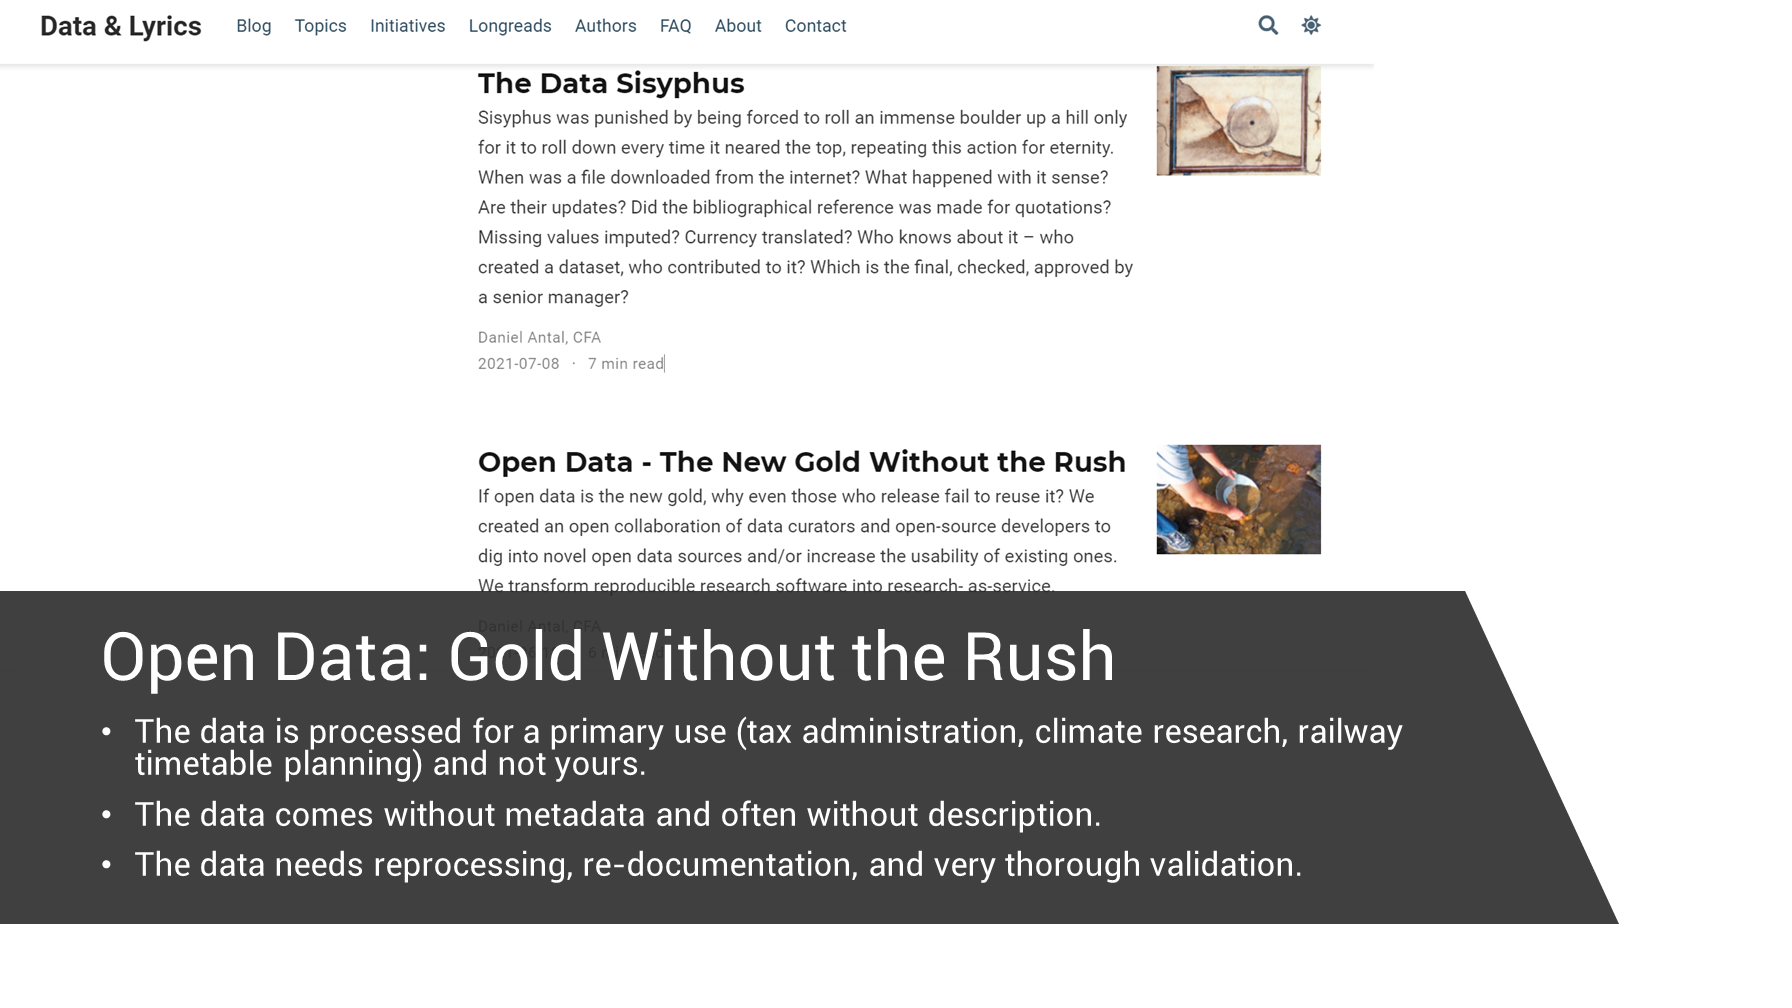 Data & Lyrics Blog Topics Initiatives Longreads Authors FAQ About Contact
The Data Sisyphus
Sisyphus was punished by being forced to roll an immense boulder up a hill only
for it to roll down every time it neared the top, repeating this action for eternity.
When was a file downloaded from the internet? What happened with it sense?
Are their updates? Did the bibliographical reference was made for quotations?
Missing values imputed? Currency translated? Who knows about it – who
created a dataset, who contributed to it? Which is the final, checked, approved by
a senior manager?
Daniel Antal, CFA
2021-07-08 · 7 min read
Open Data - The New Gold Without the Rush
If open data is the new gold, why even those who release fail to reuse it? We
created an open collaboration of data curators and open-source developers to
dig into novel open data sources and/or increase the usability of existing ones.
We transform reproducible research software into research- as-service.
Daniel Antal, CFA
Open Data: Gold Without the Rush
• The data is processed for a primary use (tax administration, climate research, railway
timetable planning) and not yours.
• The data comes without metadata and often without description.
• The data needs reprocessing, re-documentation, and very thorough validation.